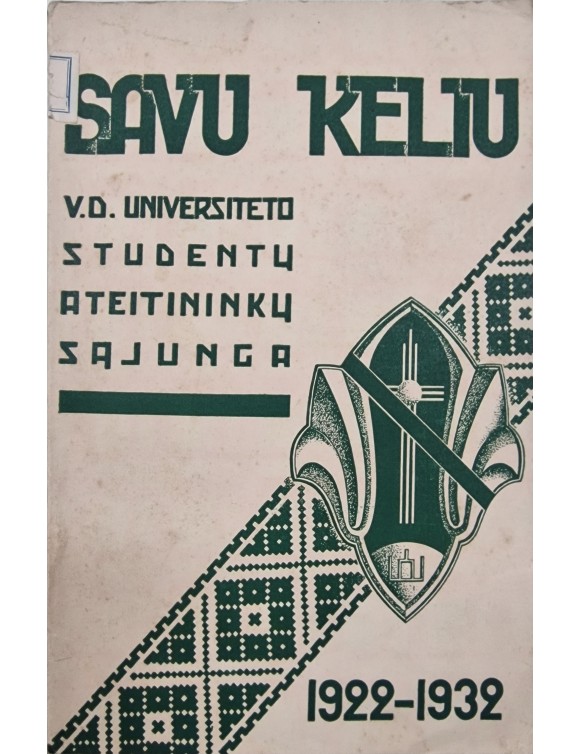 SAVU KELIU
V.D. UNIVERSITETO
STUDENTŲ
ATEITININKŲ
SĄJUNGA
1922-1932